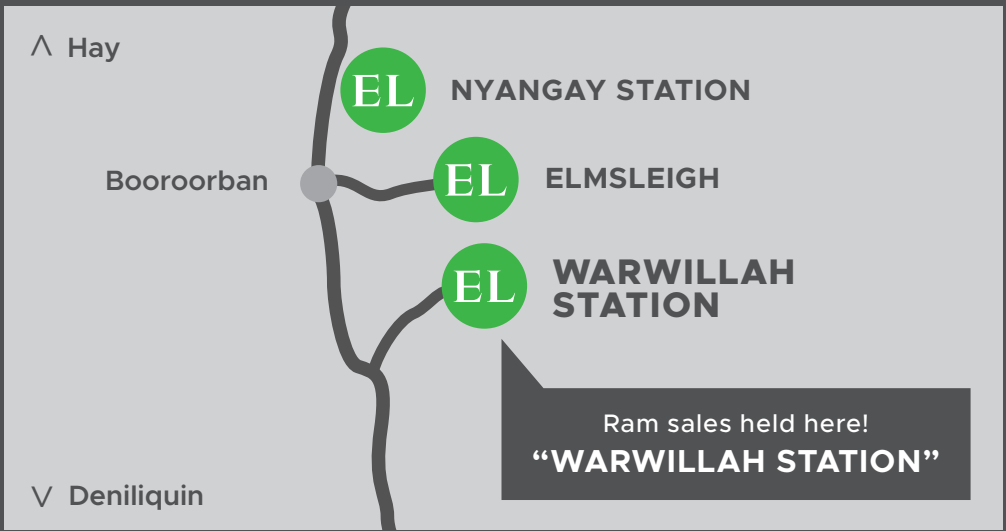 Hay
EL
NYANGAY STATION
Booroorban
EL
ELMSLEIGH
EL
WARWILLAH
STATION
Ram sales held here!
“WARWILLAH STATION”
Deniliquin